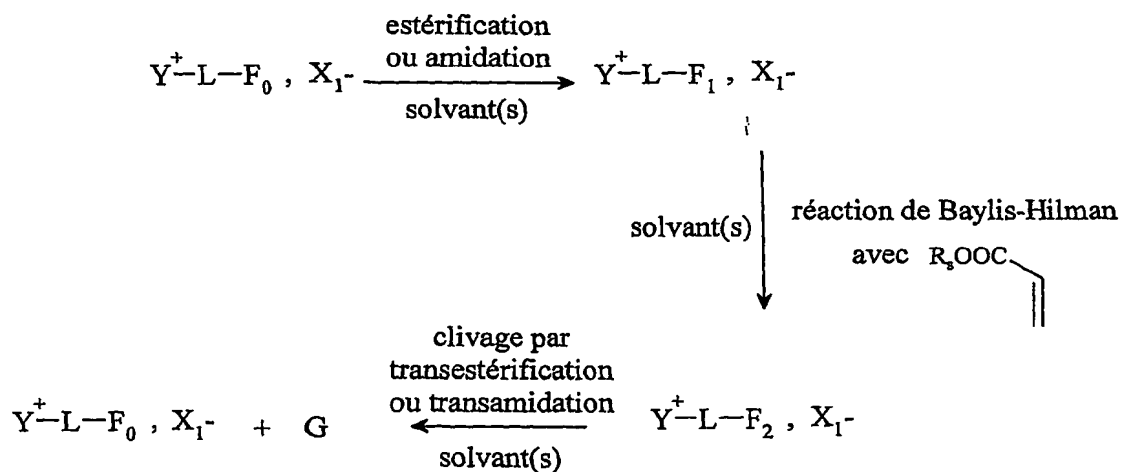 estérification
ou amidation
Y⁺—L—F₀ , X₁-
solvant(s)
Y⁺—L—F₁ , X₁-
solvant(s)
réaction de Baylis-Hilman
avec RₛOOC
clivage par
transestérification
ou transamidation
Y⁺—L—F₀ , X₁- + G
solvant(s)
Y⁺—L—F₂ , X₁-